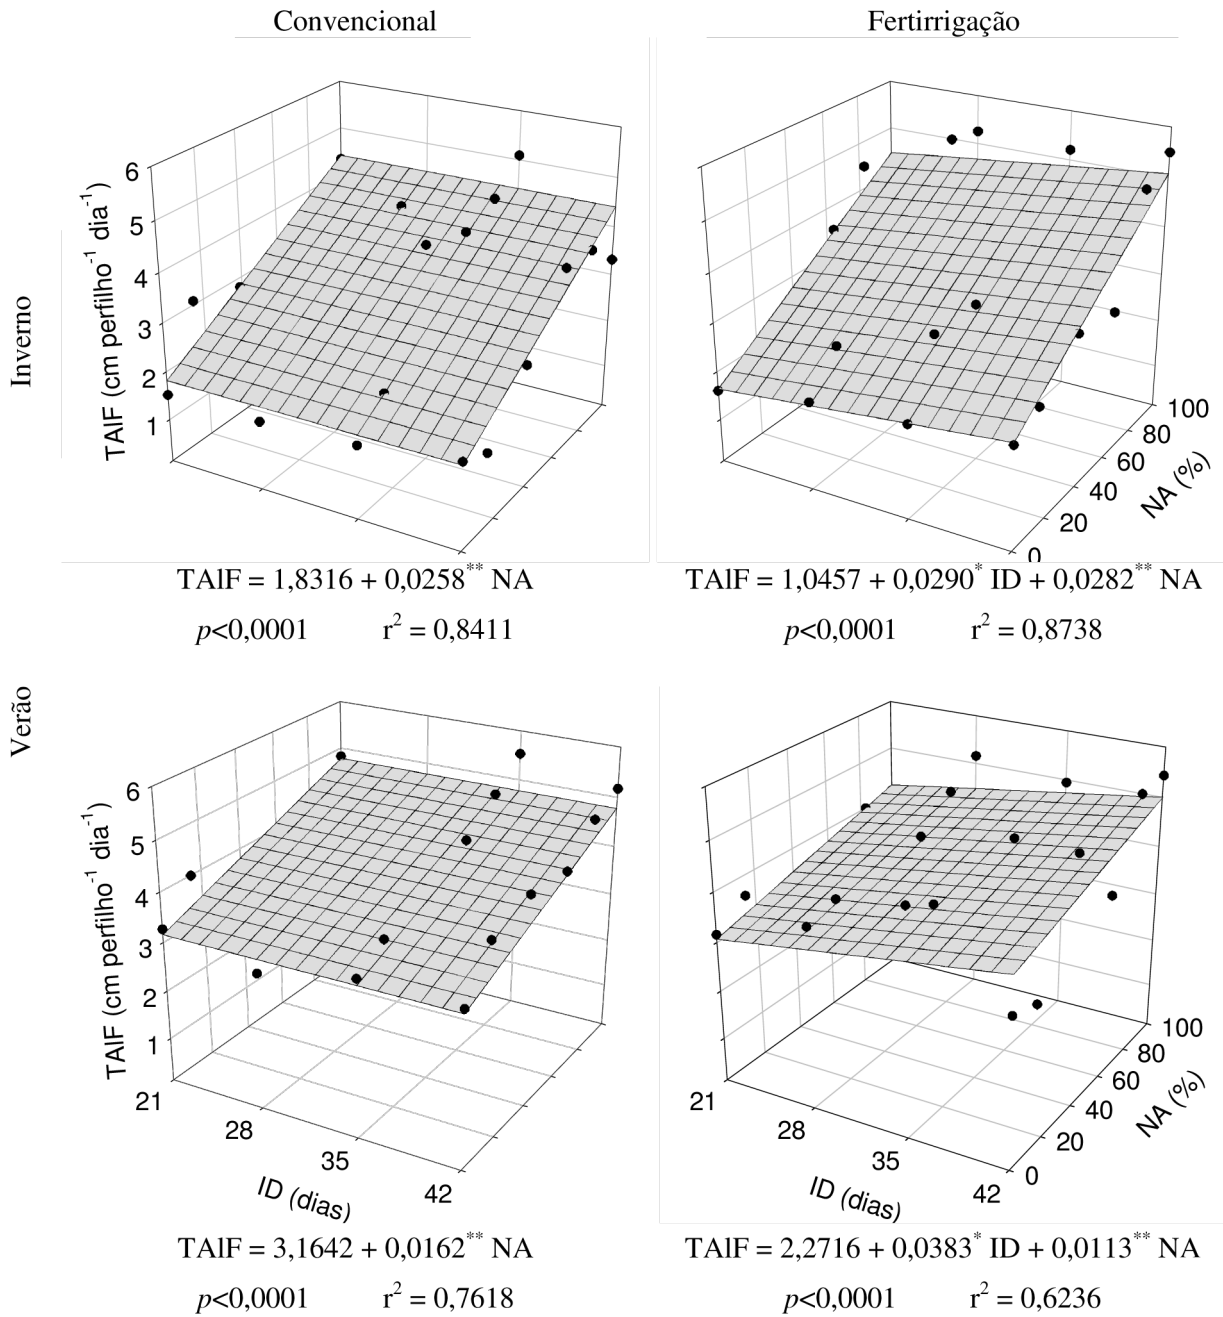 Convencional
Fertirrigação
Inverno
TAlF (cm perfilho⁻¹ dia⁻¹)
6
5
4
3
2
1
100
80
60
40
20
0
NA (%)
TAlF = 1,8316 + 0,0258** NA
p<0,0001 r² = 0,8411
TAlF = 1,0457 + 0,0290* ID + 0,0282** NA
p<0,0001 r² = 0,8738
Verão
TAlF (cm perfilho⁻¹ dia⁻¹)
6
5
4
3
2
1
21
28
35
42
ID (dias)
21
28
35
42
ID (dias)
100
80
60
40
20
0
NA (%)
TAlF = 3,1642 + 0,0162** NA
p<0,0001 r² = 0,7618
TAlF = 2,2716 + 0,0383* ID + 0,0113** NA
p<0,0001 r² = 0,6236